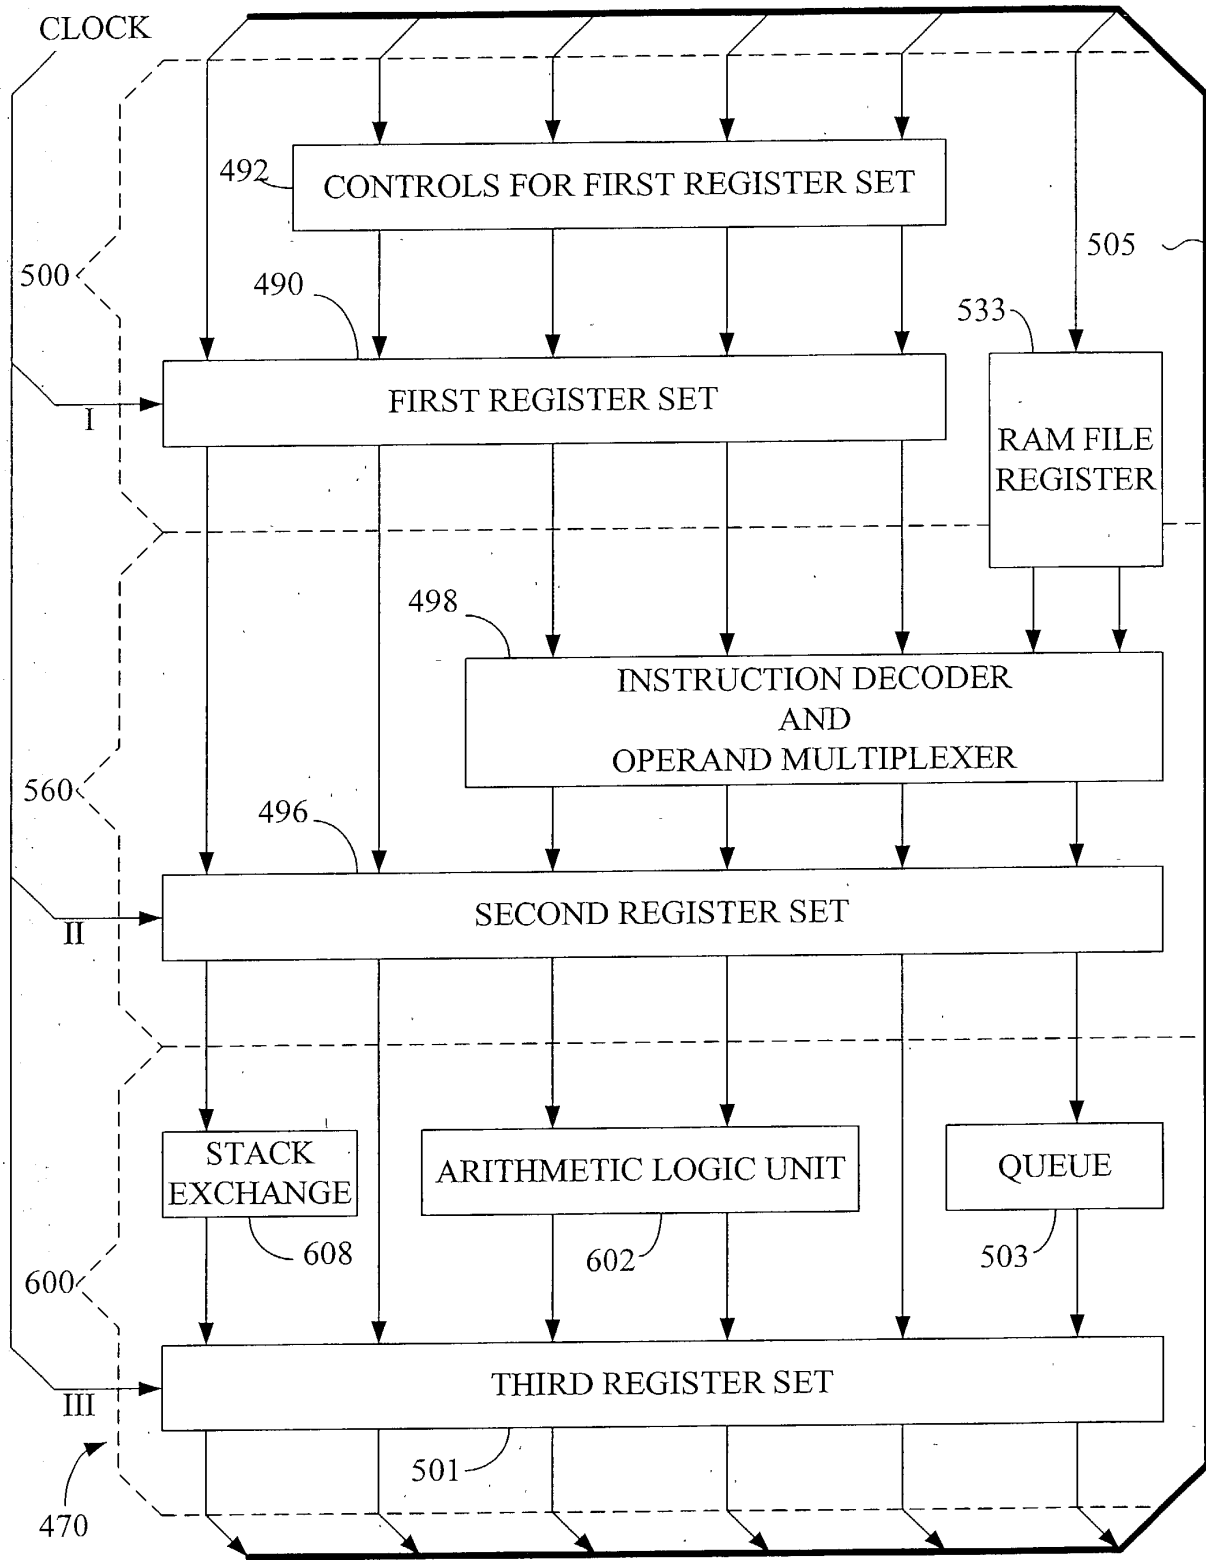 CLOCK
492
CONTROLS FOR FIRST REGISTER SET
505
500
490
533
FIRST REGISTER SET
I
RAM FILE
REGISTER
498
INSTRUCTION DECODER
AND
OPERAND MULTIPLEXER
560
496
SECOND REGISTER SET
II
STACK
EXCHANGE
ARITHMETIC LOGIC UNIT
QUEUE
608
602
503
600
THIRD REGISTER SET
III
501
470